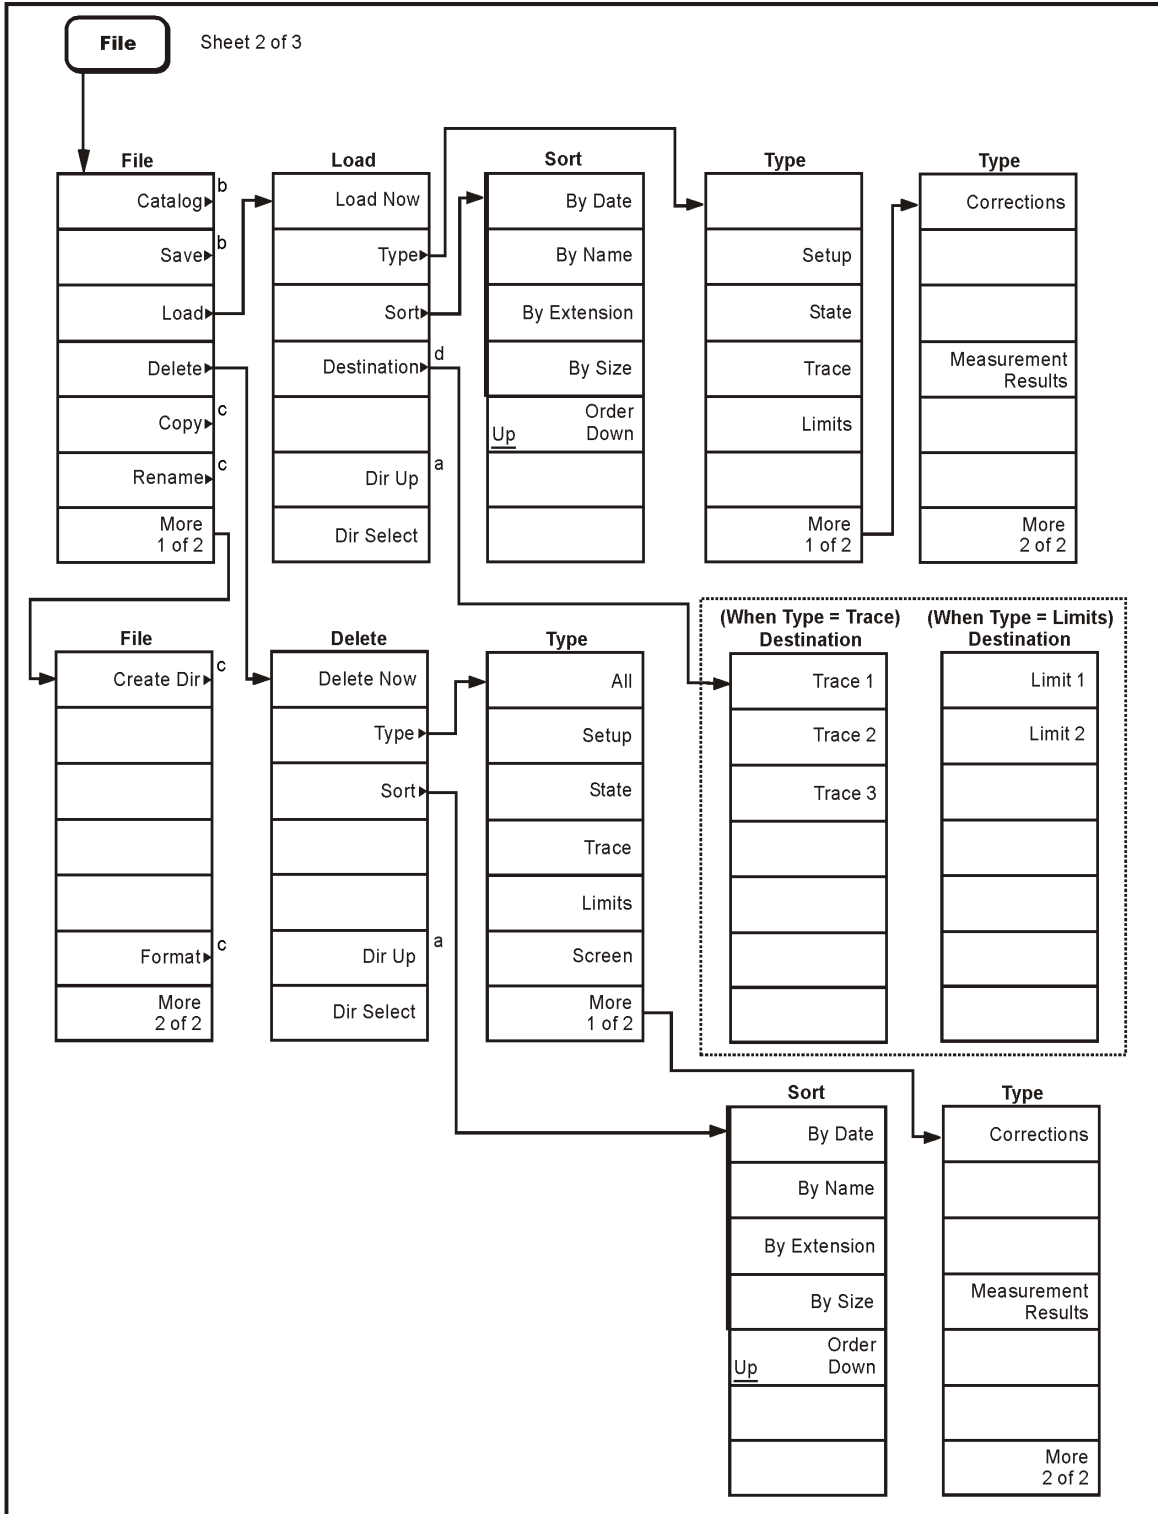 File
Sheet 2 of 3
File
Catalog
b
Save
b
Load
Delete
Copy
c
Rename
c
More
1 of 2
Load
Load Now
Type
Sort
Destination
d
Dir Up
a
Dir Select
Sort
By Date
By Name
By Extension
By Size
Order
Up Down
Type
Setup
State
Trace
Limits
More
1 of 2
Type
Corrections
Measurement
Results
More
2 of 2
File
Create Dir
c
Format
c
More
2 of 2
Delete
Delete Now
Type
Sort
Dir Up
a
Dir Select
Type
All
Setup
State
Trace
Limits
Screen
More
1 of 2
(When Type = Trace)
Destination
Trace 1
Trace 2
Trace 3
(When Type = Limits)
Destination
Limit 1
Limit 2
Sort
By Date
By Name
By Extension
By Size
Order
Up Down
Type
Corrections
Measurement
Results
More
2 of 2